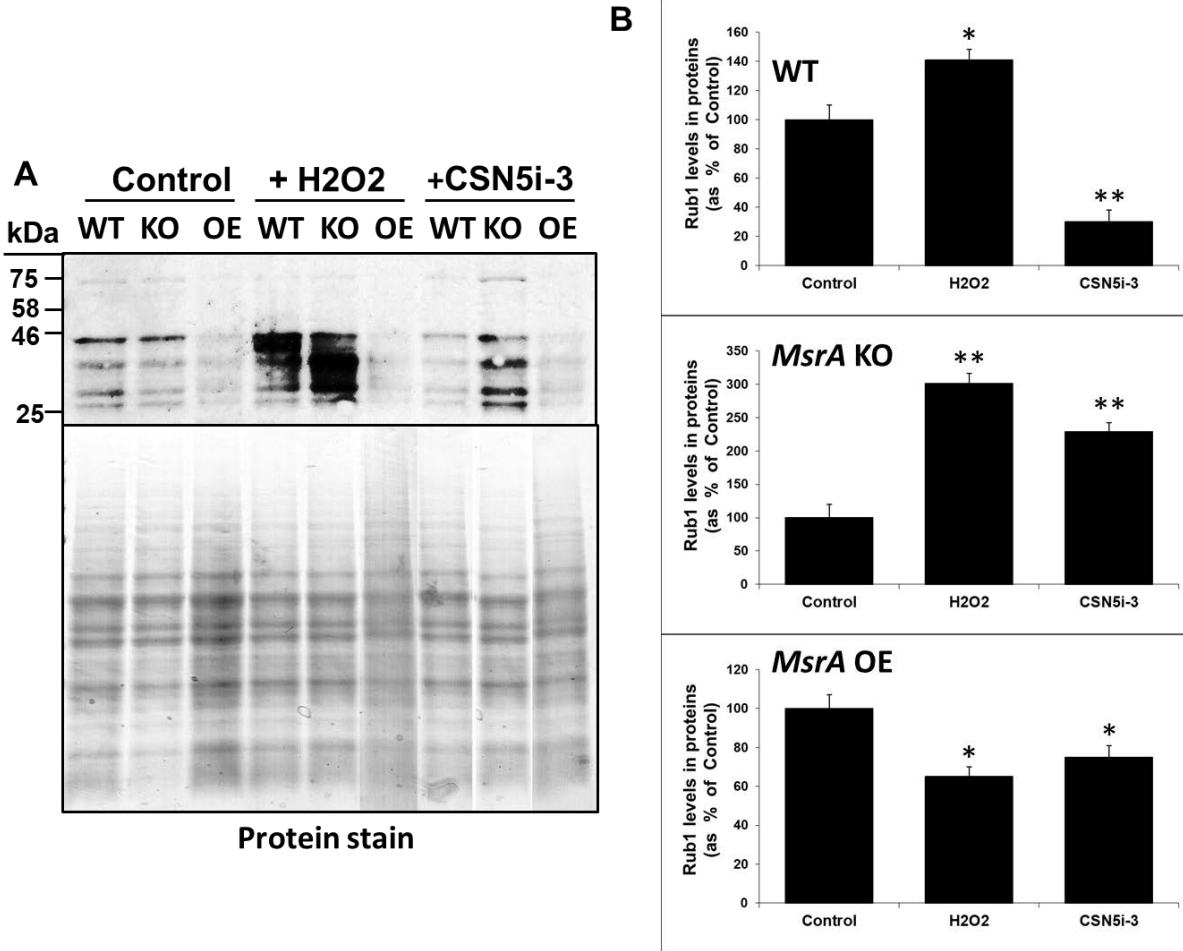 A
Control + H2O2 +CSN5i-3
kDa WT KO OE WT KO OE WT KO OE
75
58
46
25
Protein stain
B
WT
Rub1 levels in proteins
(as % of Control)
160
140
*
120
100
80
60
40
**
20
0
Control H2O2 CSN5i-3
MsrA KO
Rub1 levels in proteins
(as % of Control)
350
**
300
**
250
200
150
100
50
0
Control H2O2 CSN5i-3
MsrA OE
Rub1 levels in proteins
(as % of Control)
120
100
*
80
*
60
40
20
0
Control H2O2 CSN5i-3